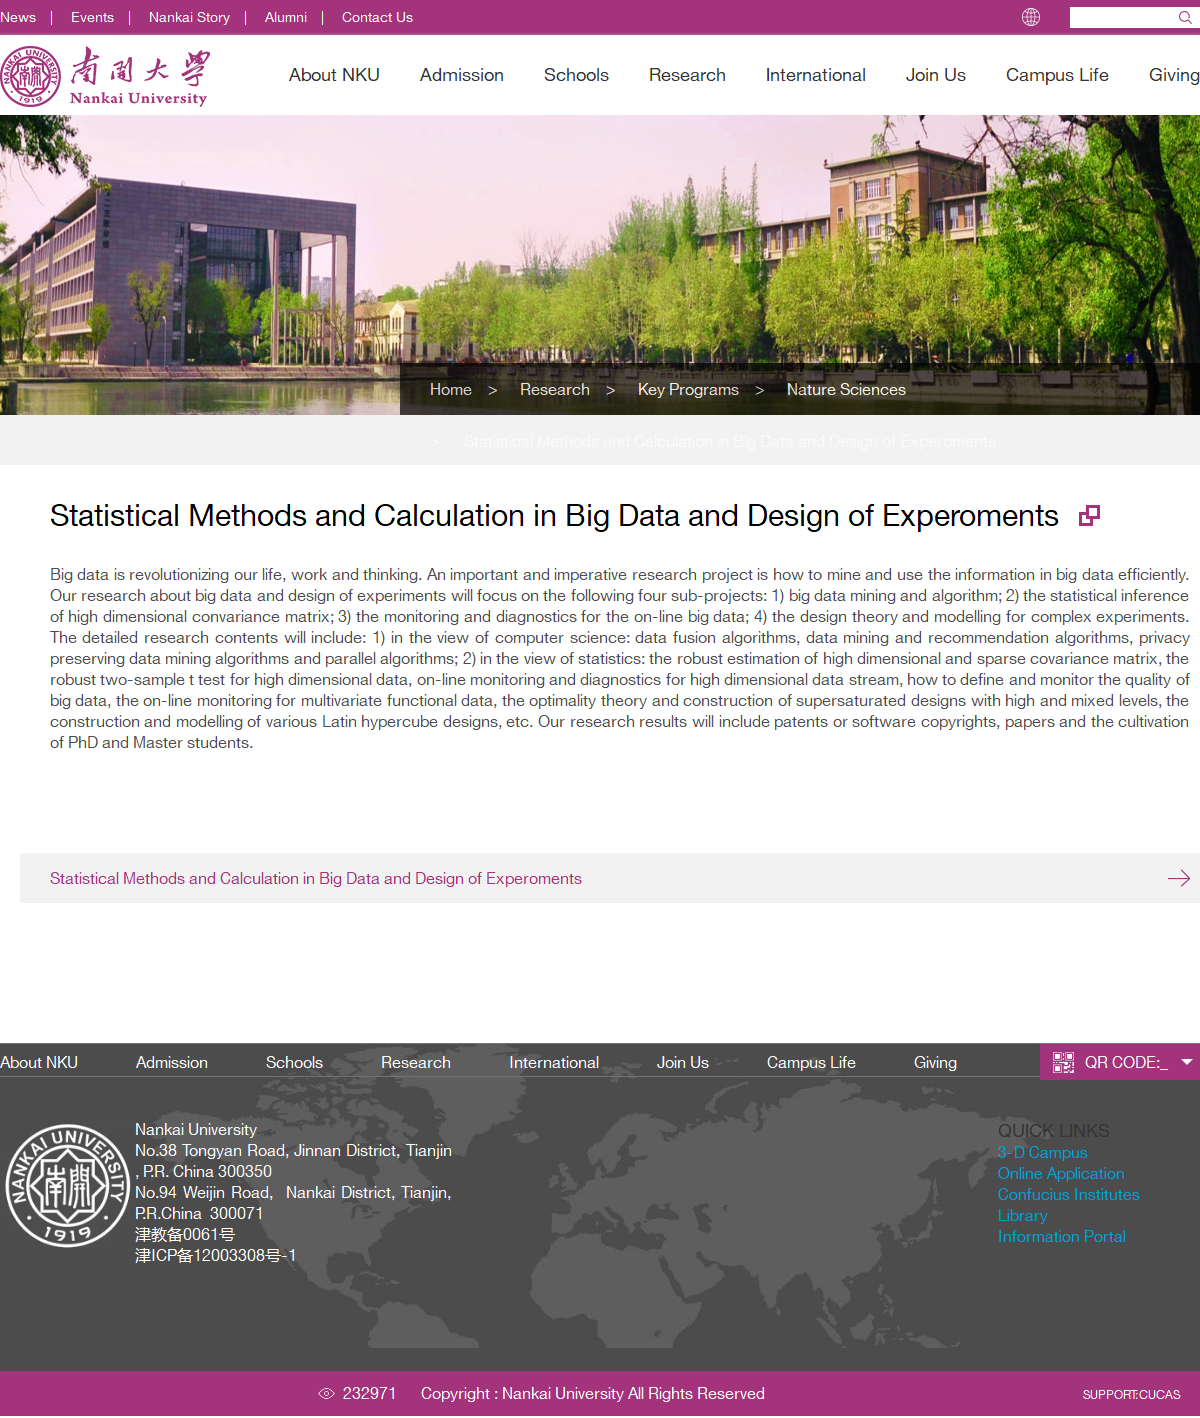 News | Events | Nankai Story | Alumni | Contact Us
南開大學
Nankai University
NANKAI UNIVERSITY
1919
About NKU Admission Schools Research International Join Us Campus Life Giving
Home > Research > Key Programs > Nature Sciences
> Statistical Methods and Calculation in Big Data and Design of Experoments
Statistical Methods and Calculation in Big Data and Design of Experoments
Big data is revolutionizing our life, work and thinking. An important and imperative research project is how to mine and use the information in big data efficiently.
Our research about big data and design of experiments will focus on the following four sub-projects: 1) big data mining and algorithm; 2) the statistical inference
of high dimensional convariance matrix; 3) the monitoring and diagnostics for the on-line big data; 4) the design theory and modelling for complex experiments.
The detailed research contents will include: 1) in the view of computer science: data fusion algorithms, data mining and recommendation algorithms, privacy
preserving data mining algorithms and parallel algorithms; 2) in the view of statistics: the robust estimation of high dimensional and sparse covariance matrix, the
robust two-sample t test for high dimensional data, on-line monitoring and diagnostics for high dimensional data stream, how to define and monitor the quality of
big data, the on-line monitoring for multivariate functional data, the optimality theory and construction of supersaturated designs with high and mixed levels, the
construction and modelling of various Latin hypercube designs, etc. Our research results will include patents or software copyrights, papers and the cultivation
of PhD and Master students.
Statistical Methods and Calculation in Big Data and Design of Experoments
About NKU Admission Schools Research International Join Us Campus Life Giving QR CODE:_
NANKAI UNIVERSITY
南開
1919
Nankai University
No.38 Tongyan Road, Jinnan District, Tianjin
, P.R. China 300350
No.94 Weijin Road, Nankai District, Tianjin,
P.R.China 300071
津教备0061号
津ICP备12003308号-1
QUICK LINKS
3-D Campus
Online Application
Confucius Institutes
Library
Information Portal
232971 Copyright : Nankai University All Rights Reserved
SUPPORT:CUCAS